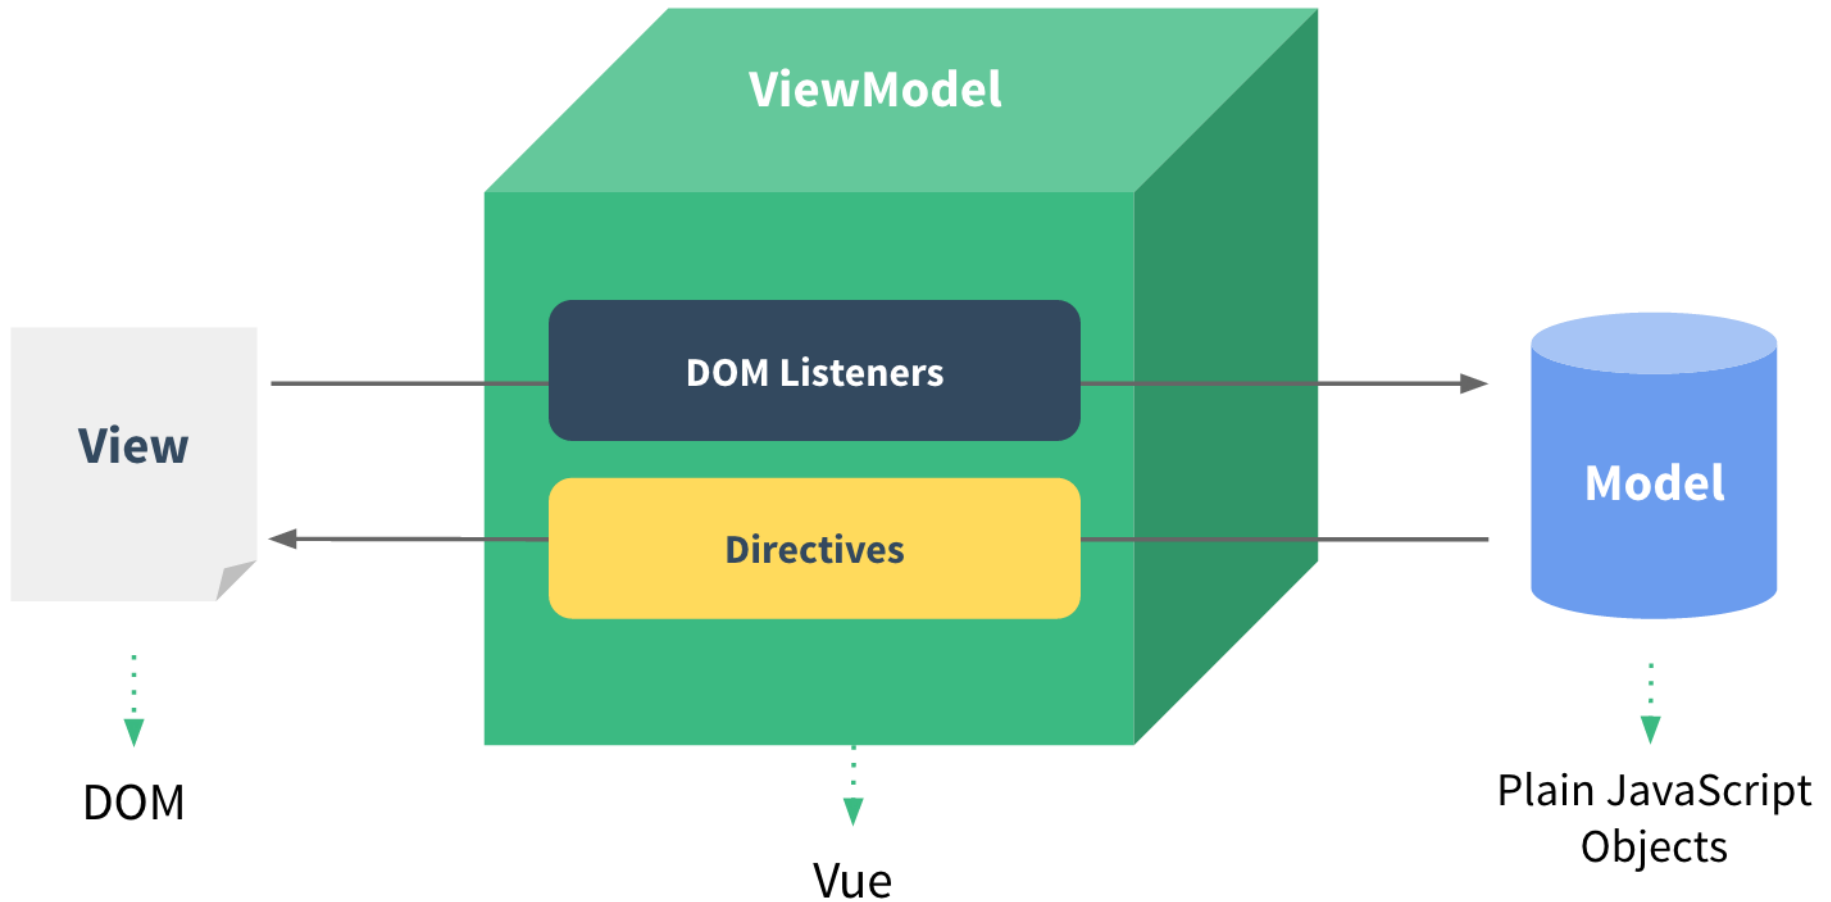 ViewModel
DOM Listeners
View
Model
Directives
DOM
Plain JavaScript
Objects
Vue